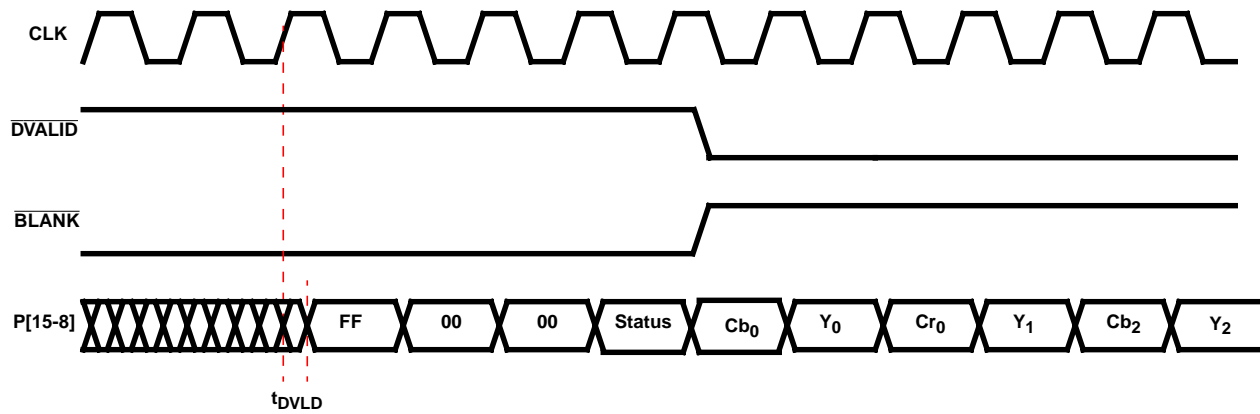 CLK
DVALID
BLANK
P[15-8] FF 00 00 Status Cb0 Y0 Cr0 Y1 Cb2 Y2
tDVLD